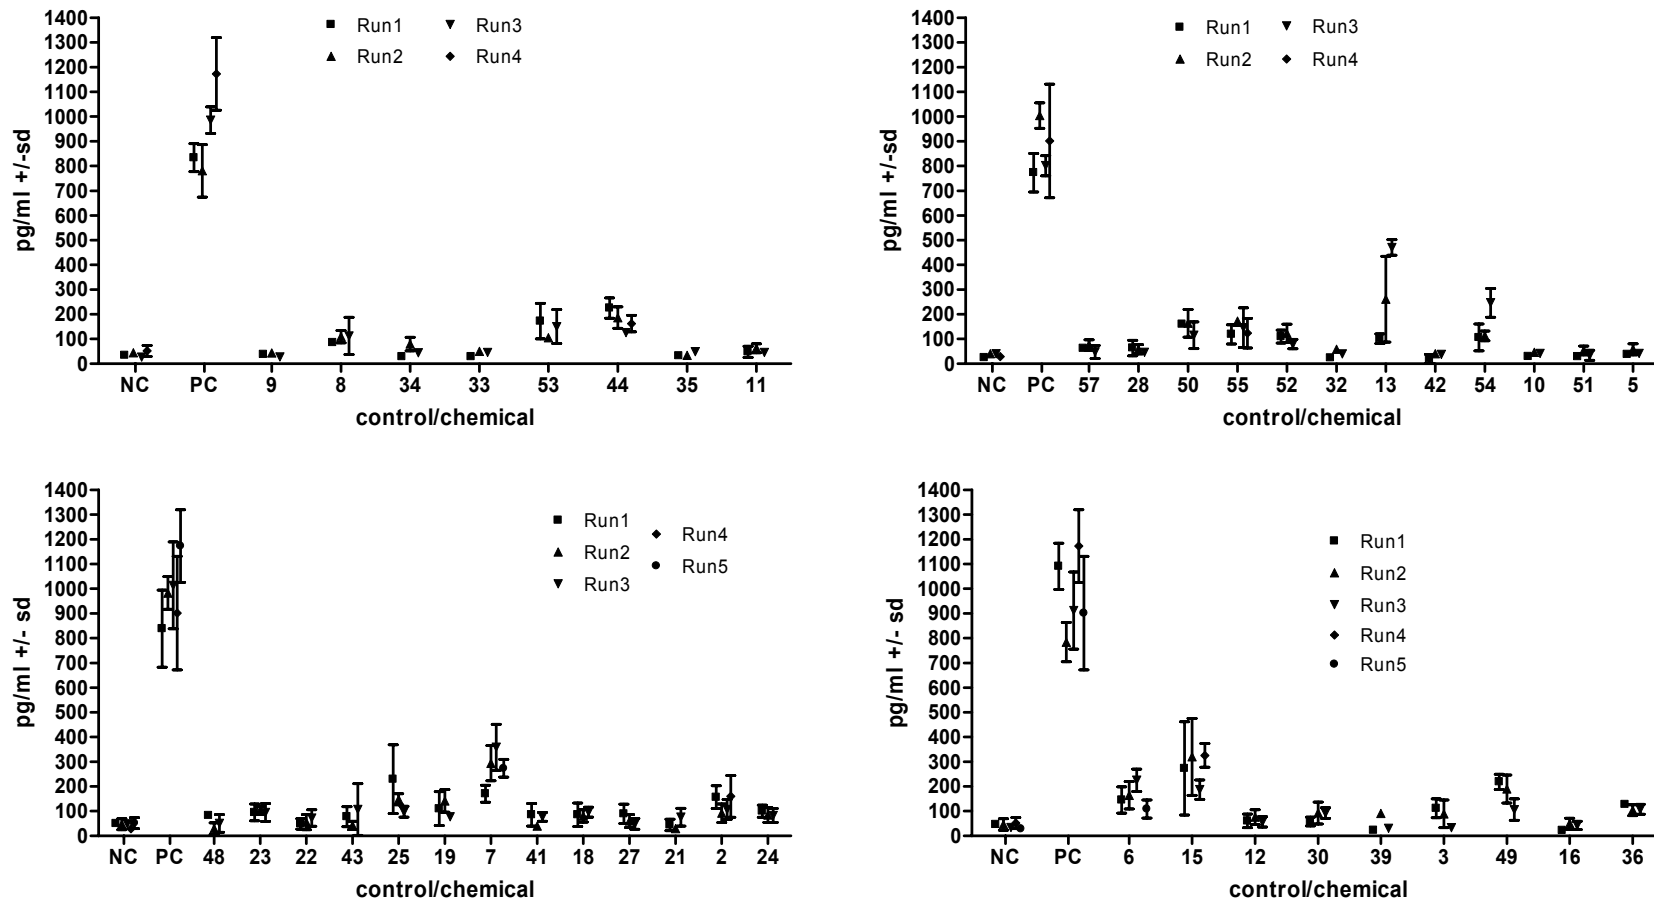 1400
1300
1200
1100
1000
900
800
700
600
500
400
300
200
100
0
pg/ml +/-sd
Run1 Run3
Run2 Run4
NC PC 9 8 34 33 53 44 35 11
control/chemical
1400
1300
1200
1100
1000
900
800
700
600
500
400
300
200
100
0
pg/ml +/-sd
Run1 Run3
Run2 Run4
NC PC 57 28 50 55 52 32 13 42 54 10 51 5
control/chemical
1400
1300
1200
1100
1000
900
800
700
600
500
400
300
200
100
0
pg/ml +/- sd
Run1
Run2
Run3
Run4
Run5
NC PC 48 23 22 43 25 19 7 41 18 27 21 2 24
control/chemical
1400
1300
1200
1100
1000
900
800
700
600
500
400
300
200
100
0
pg/ml +/- sd
Run1
Run2
Run3
Run4
Run5
NC PC 6 15 12 30 39 3 49 16 36
control/chemical